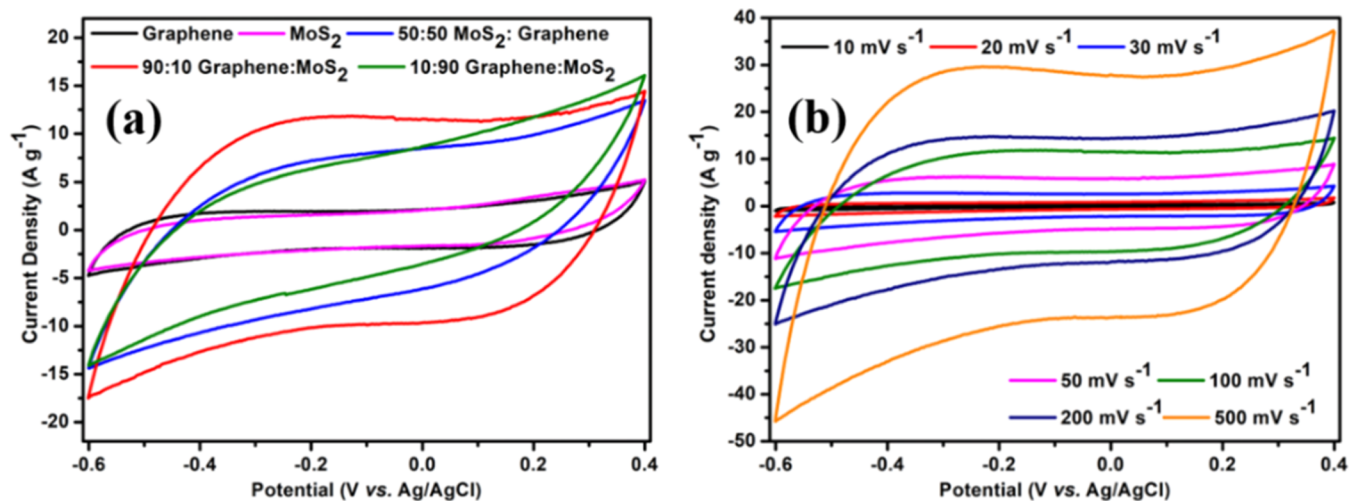 Graphene MoS₂ 50:50 MoS₂: Graphene
90:10 Graphene:MoS₂ 10:90 Graphene:MoS₂
(a)
Current Density (A g⁻¹)
20
15
10
5
0
-5
-10
-15
-20
-0.6 -0.4 -0.2 0.0 0.2 0.4
Potential (V vs. Ag/AgCl)
10 mV s⁻¹ 20 mV s⁻¹ 30 mV s⁻¹
(b)
Current density (A g⁻¹)
40
30
20
10
0
-10
-20
-30
-40
-50
50 mV s⁻¹ 100 mV s⁻¹
200 mV s⁻¹ 500 mV s⁻¹
-0.6 -0.4 -0.2 0.0 0.2 0.4
Potential (V vs. Ag/AgCl)